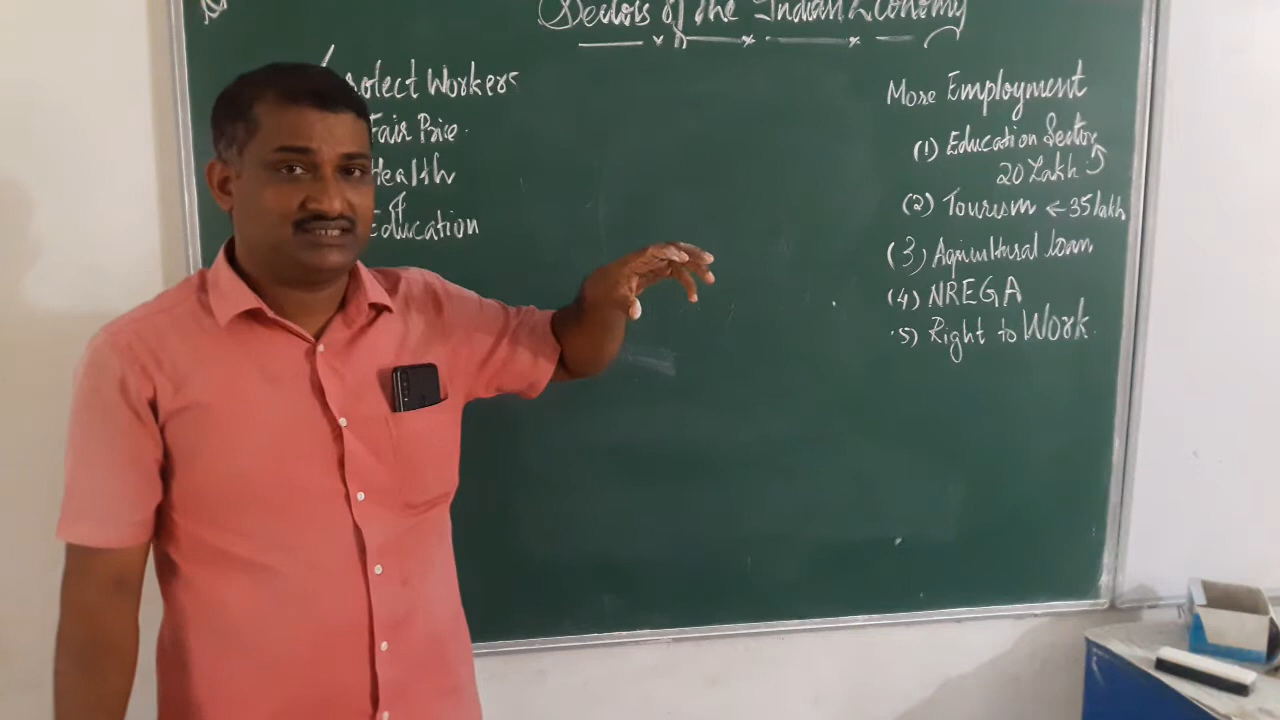 Sectors of the Indian Economy
Protect Workers
Fair Price.
Health
&
Education
More Employment
(1) Education Sector
20 Lakh
(2) Tourism ← 35 lakh
(3) Agricultural loan
(4) NREGA
5) Right to Work.